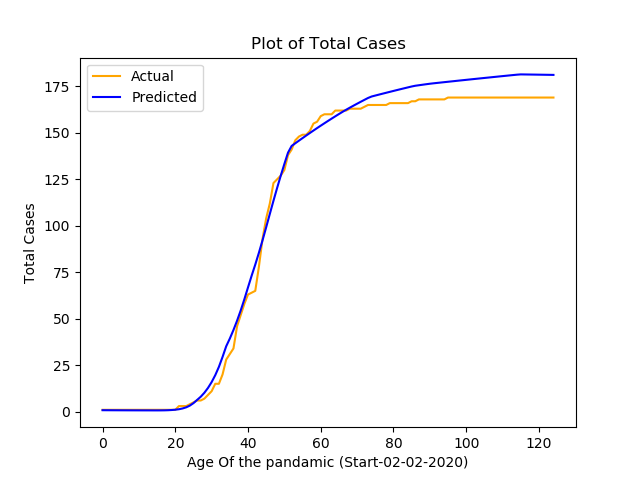 Plot of Total Cases
Actual
Predicted
175
150
125
100
75
50
25
0
Total Cases
0 20 40 60 80 100 120
Age Of the pandamic (Start-02-02-2020)